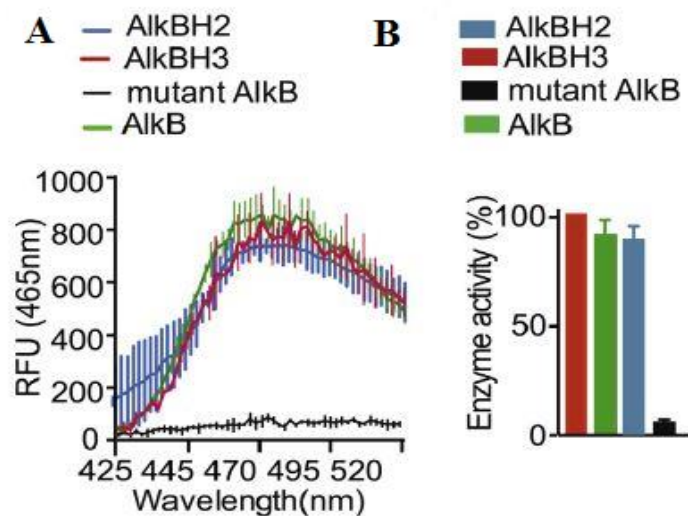 A
AlkBH2
AlkBH3
mutant AlkB
AlkB
RFU (465nm)
1000
800
600
400
200
0
425 445 470 495 520
Wavelength(nm)
B
AlkBH2
AlkBH3
mutant AlkB
AlkB
Enzyme activity (%)
100
50
0